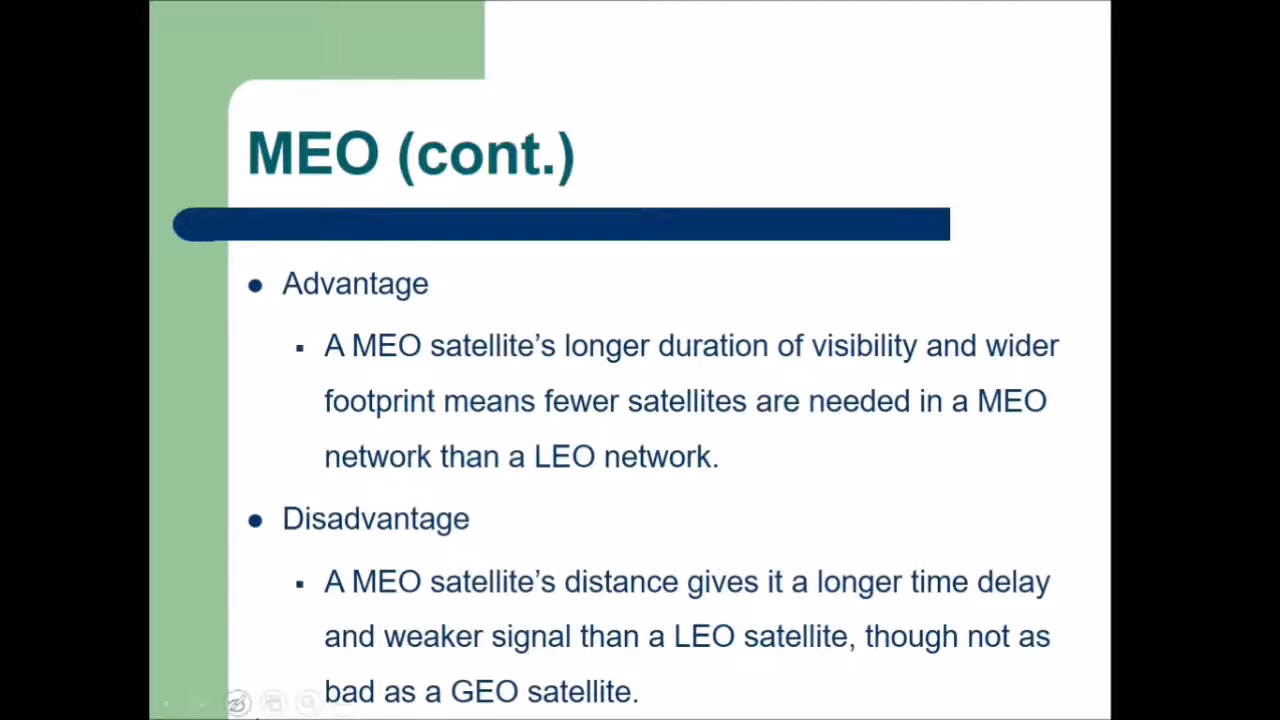 MEO (cont.)
● Advantage
▪ A MEO satellite’s longer duration of visibility and wider
footprint means fewer satellites are needed in a MEO
network than a LEO network.
● Disadvantage
▪ A MEO satellite’s distance gives it a longer time delay
and weaker signal than a LEO satellite, though not as
bad as a GEO satellite.